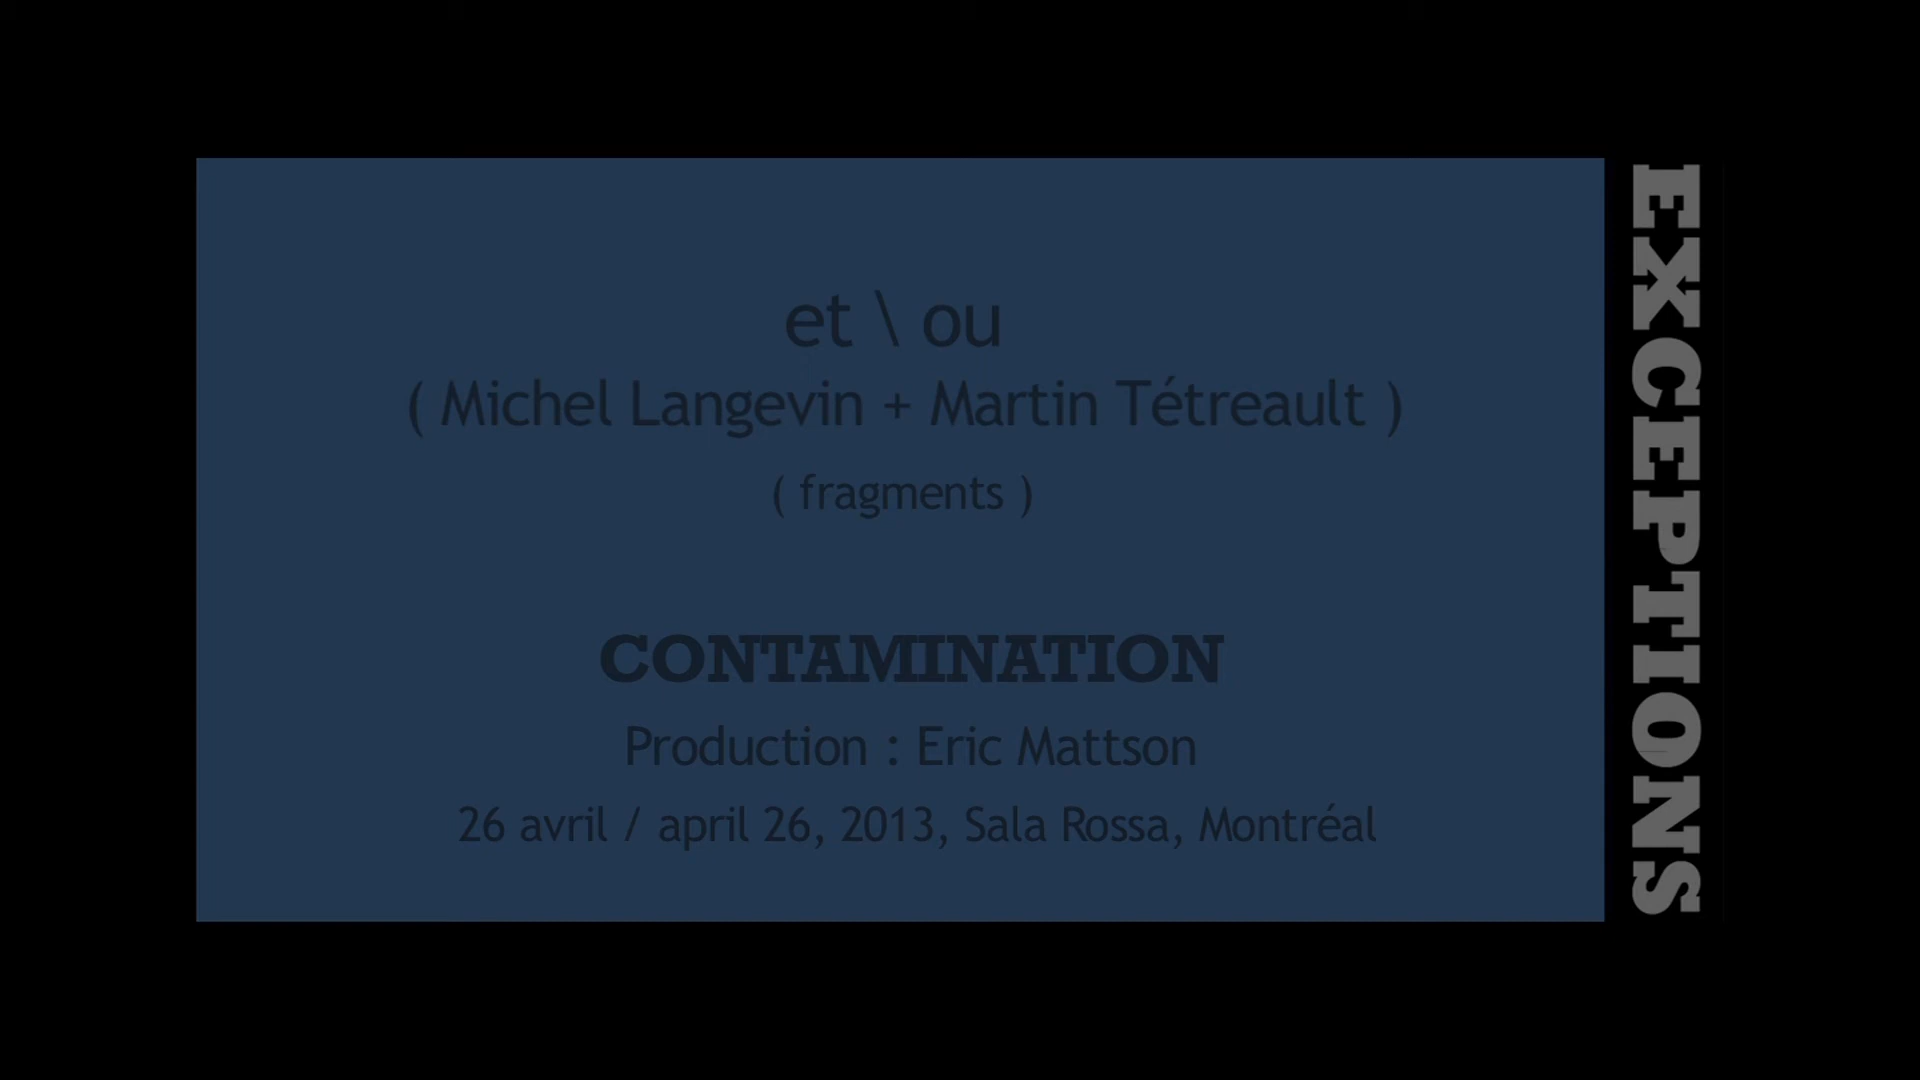 et \ ou
( Michel Langevin + Martin Tétreault )
( fragments )
CONTAMINATION
Production : Eric Mattson
26 avril / april 26, 2013, Sala Rossa, Montréal
EXCEPTIONS